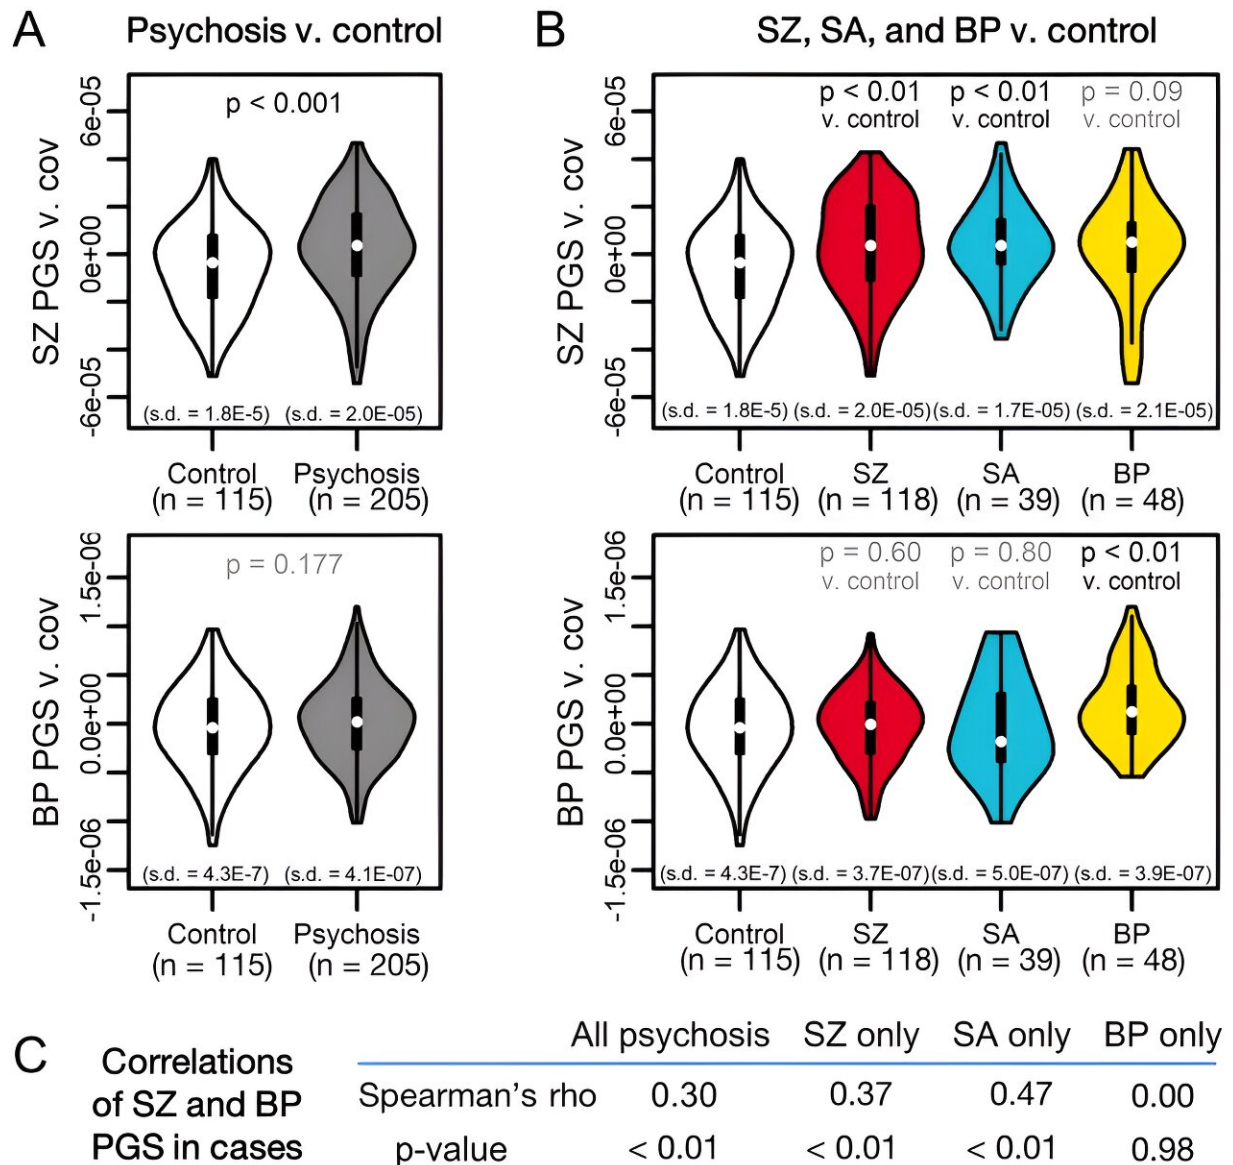 A
Psychosis v. control
SZ PGS v. cov
6e-05
0e+00
-6e-05
p < 0.001
(s.d. = 1.8E-5) (s.d. = 2.0E-05)
Control Psychosis
(n = 115) (n = 205)
BP PGS v. cov
1.5e-06
0.0e+00
-1.5e-06
p = 0.177
(s.d. = 4.3E-7) (s.d. = 4.1E-07)
Control Psychosis
(n = 115) (n = 205)
B
SZ, SA, and BP v. control
SZ PGS v. cov
6e-05
0e+00
-6e-05
p < 0.01 p < 0.01 p = 0.09
v. control v. control v. control
(s.d. = 1.8E-5) (s.d. = 2.0E-05) (s.d. = 1.7E-05) (s.d. = 2.1E-05)
Control SZ SA BP
(n = 115) (n = 118) (n = 39) (n = 48)
BP PGS v. cov
1.5e-06
0.0e+00
-1.5e-06
p = 0.60 p = 0.80 p < 0.01
v. control v. control v. control
(s.d. = 4.3E-7) (s.d. = 3.7E-07) (s.d. = 5.0E-07) (s.d. = 3.9E-07)
Control SZ SA BP
(n = 115) (n = 118) (n = 39) (n = 48)
C
Correlations
of SZ and BP
PGS in cases
All psychosis SZ only SA only BP only
Spearman's rho 0.30 0.37 0.47 0.00
p-value < 0.01 < 0.01 < 0.01 0.98